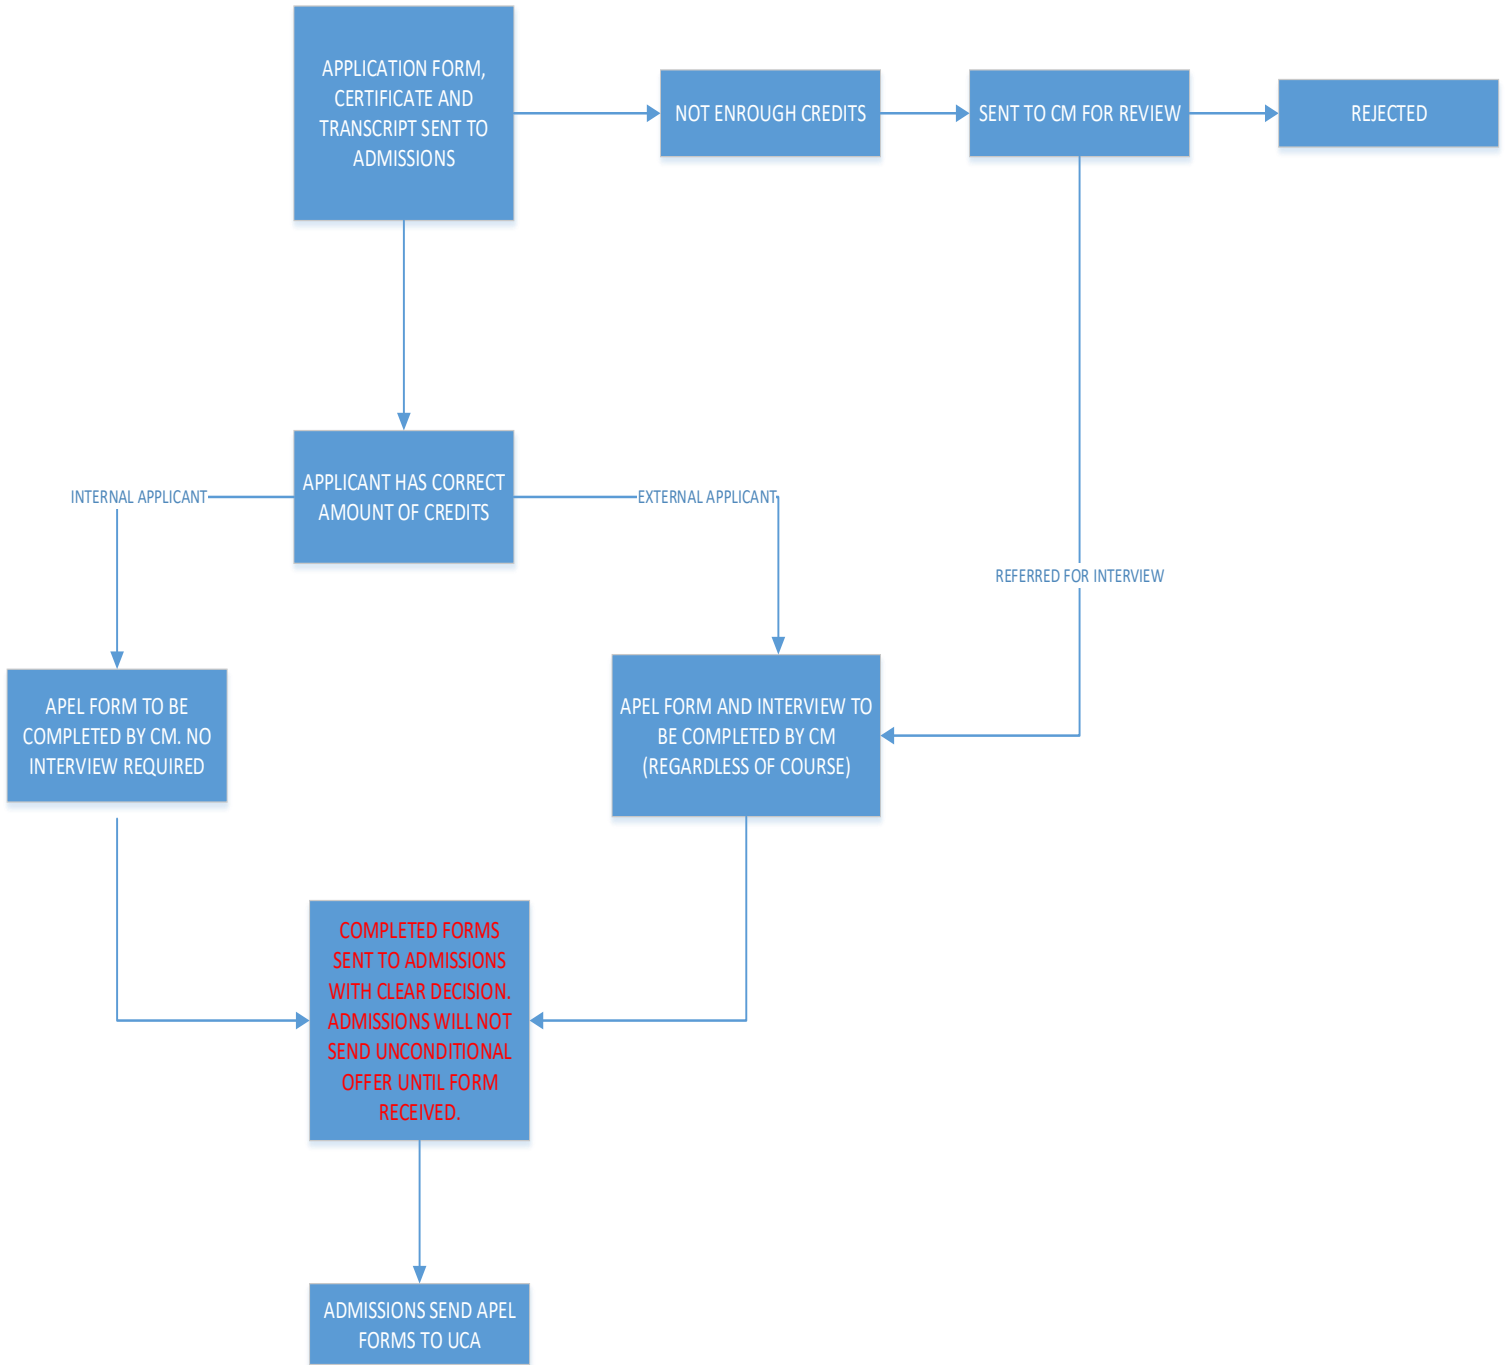 APPLICATION FORM,
CERTIFICATE AND
TRANSCRIPT SENT TO
ADMISSIONS
NOT ENROUGH CREDITS
SENT TO CM FOR REVIEW
REJECTED
APPLICANT HAS CORRECT
AMOUNT OF CREDITS
INTERNAL APPLICANT
EXTERNAL APPLICANT
REFERRED FOR INTERVIEW
APEL FORM TO BE
COMPLETED BY CM. NO
INTERVIEW REQUIRED
APEL FORM AND INTERVIEW TO
BE COMPLETED BY CM
(REGARDLESS OF COURSE)
COMPLETED FORMS
SENT TO ADMISSIONS
WITH CLEAR DECISION.
ADMISSIONS WILL NOT
SEND UNCONDITIONAL
OFFER UNTIL FORM
RECEIVED.
ADMISSIONS SEND APEL
FORMS TO UCA